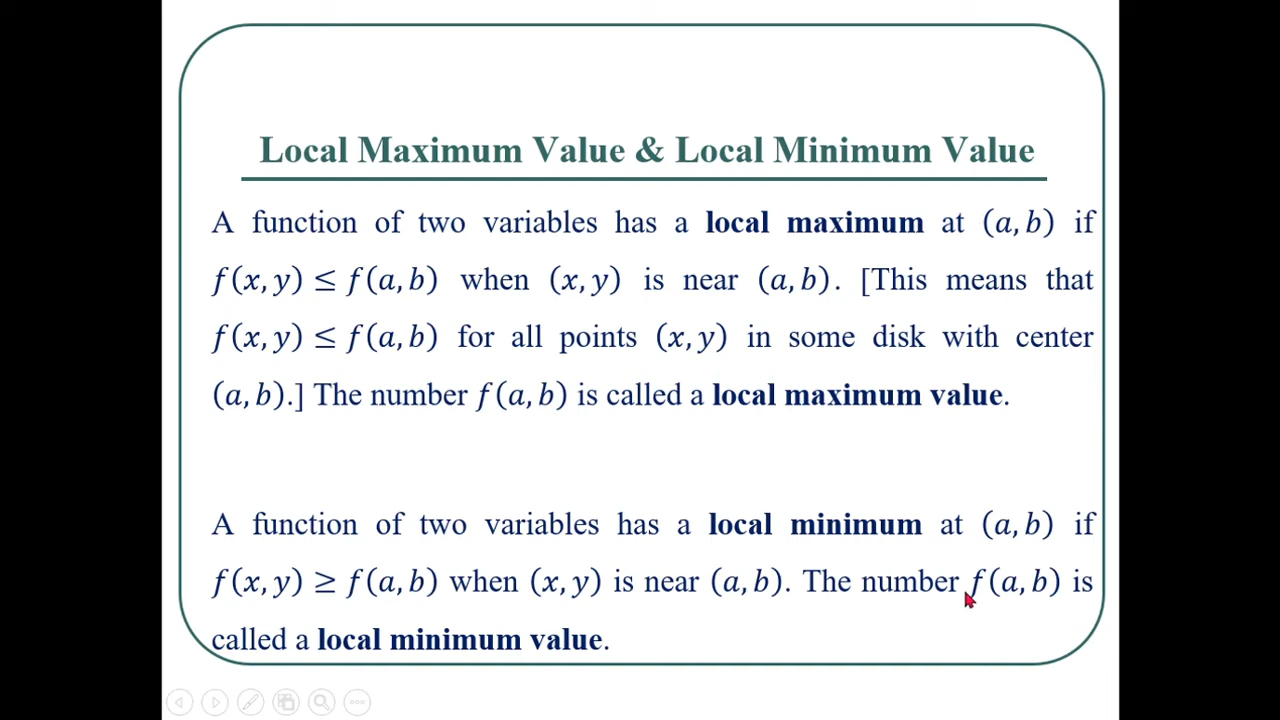 Local Maximum Value & Local Minimum Value
A function of two variables has a local maximum at (a, b) if
f(x, y) ≤ f(a, b) when (x, y) is near (a, b). [This means that
f(x, y) ≤ f(a, b) for all points (x, y) in some disk with center
(a, b).] The number f(a, b) is called a local maximum value.
A function of two variables has a local minimum at (a, b) if
f(x, y) ≥ f(a, b) when (x, y) is near (a, b). The number f(a, b) is
called a local minimum value.